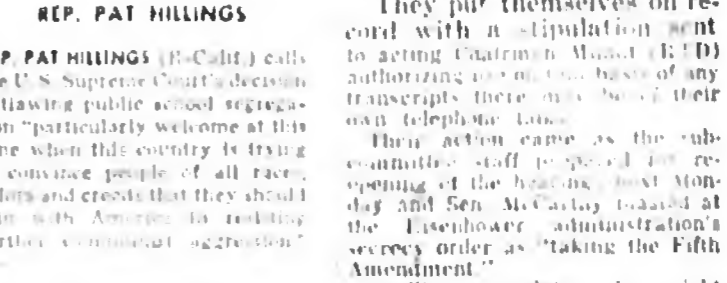 REP. PAT HILLINGS
P. PAT HILLINGS (R-Calif.) calls
e U. S. Supreme Court's decision
tlawing public school segrega-
on "particularly welcome at this
me when this country is trying
convince people of all races,
lors and creeds that they should
in with America in resisting
rther communist aggression"
They put themselves on re-
cord with a stipulation sent
to acting Chairman Mundt
authorizing use of any
transcripts there may be of their
own telephone talks.
Their action came as the sub-
committee staff prepared for re-
opening of the hearing next Mon-
day and Sen. McCarthy at
the Eisenhower administration's
secrecy order as "taking the Fifth
Amendment."